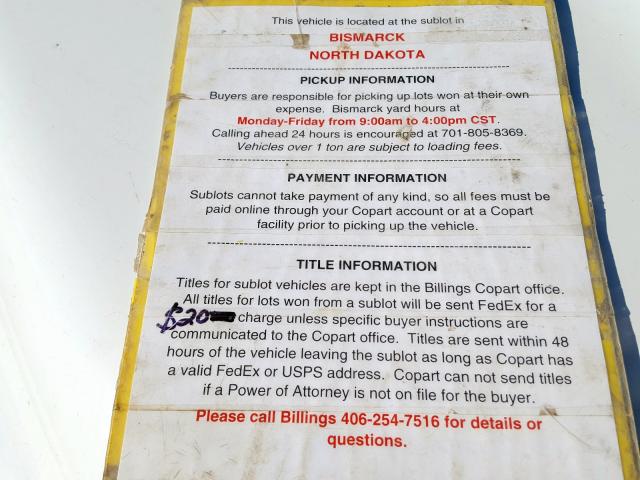 This vehicle is located at the sublot in
BISMARCK
NORTH DAKOTA
PICKUP INFORMATION
Buyers are responsible for picking up lots won at their own
expense. Bismarck yard hours at
Monday-Friday from 9:00am to 4:00pm CST.
Calling ahead 24 hours is encouraged at 701-805-8369.
Vehicles over 1 ton are subject to loading fees.
PAYMENT INFORMATION
Sublots cannot take payment of any kind, so all fees must be
paid online through your Copart account or at a Copart
facility prior to picking up the vehicle.
TITLE INFORMATION
Titles for sublot vehicles are kept in the Billings Copart office.
All titles for lots won from a sublot will be sent FedEx for a
$20 charge unless specific buyer instructions are
communicated to the Copart office. Titles are sent within 48
hours of the vehicle leaving the sublot as long as Copart has
a valid FedEx or USPS address. Copart can not send titles
if a Power of Attorney is not on file for the buyer.
Please call Billings 406-254-7516 for details or
questions.